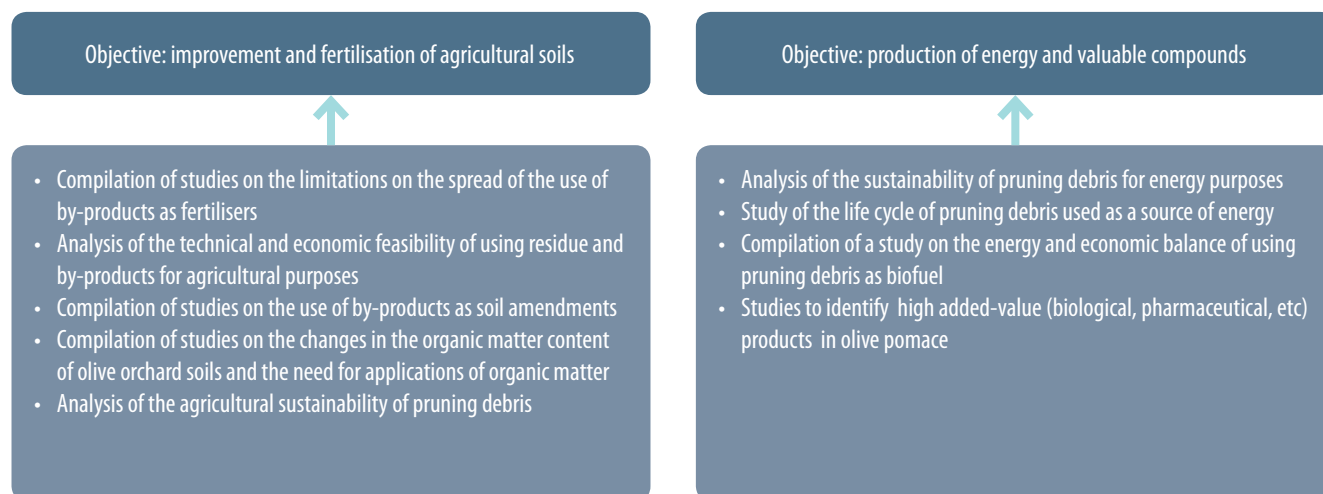 Objective: improvement and fertilisation of agricultural soils
• Compilation of studies on the limitations on the spread of the use of
by-products as fertilisers
• Analysis of the technical and economic feasibility of using residue and
by-products for agricultural purposes
• Compilation of studies on the use of by-products as soil amendments
• Compilation of studies on the changes in the organic matter content
of olive orchard soils and the need for applications of organic matter
• Analysis of the agricultural sustainability of pruning debris
Objective: production of energy and valuable compounds
• Analysis of the sustainability of pruning debris for energy purposes
• Study of the life cycle of pruning debris used as a source of energy
• Compilation of a study on the energy and economic balance of using
pruning debris as biofuel
• Studies to identify high added-value (biological, pharmaceutical, etc)
products in olive pomace